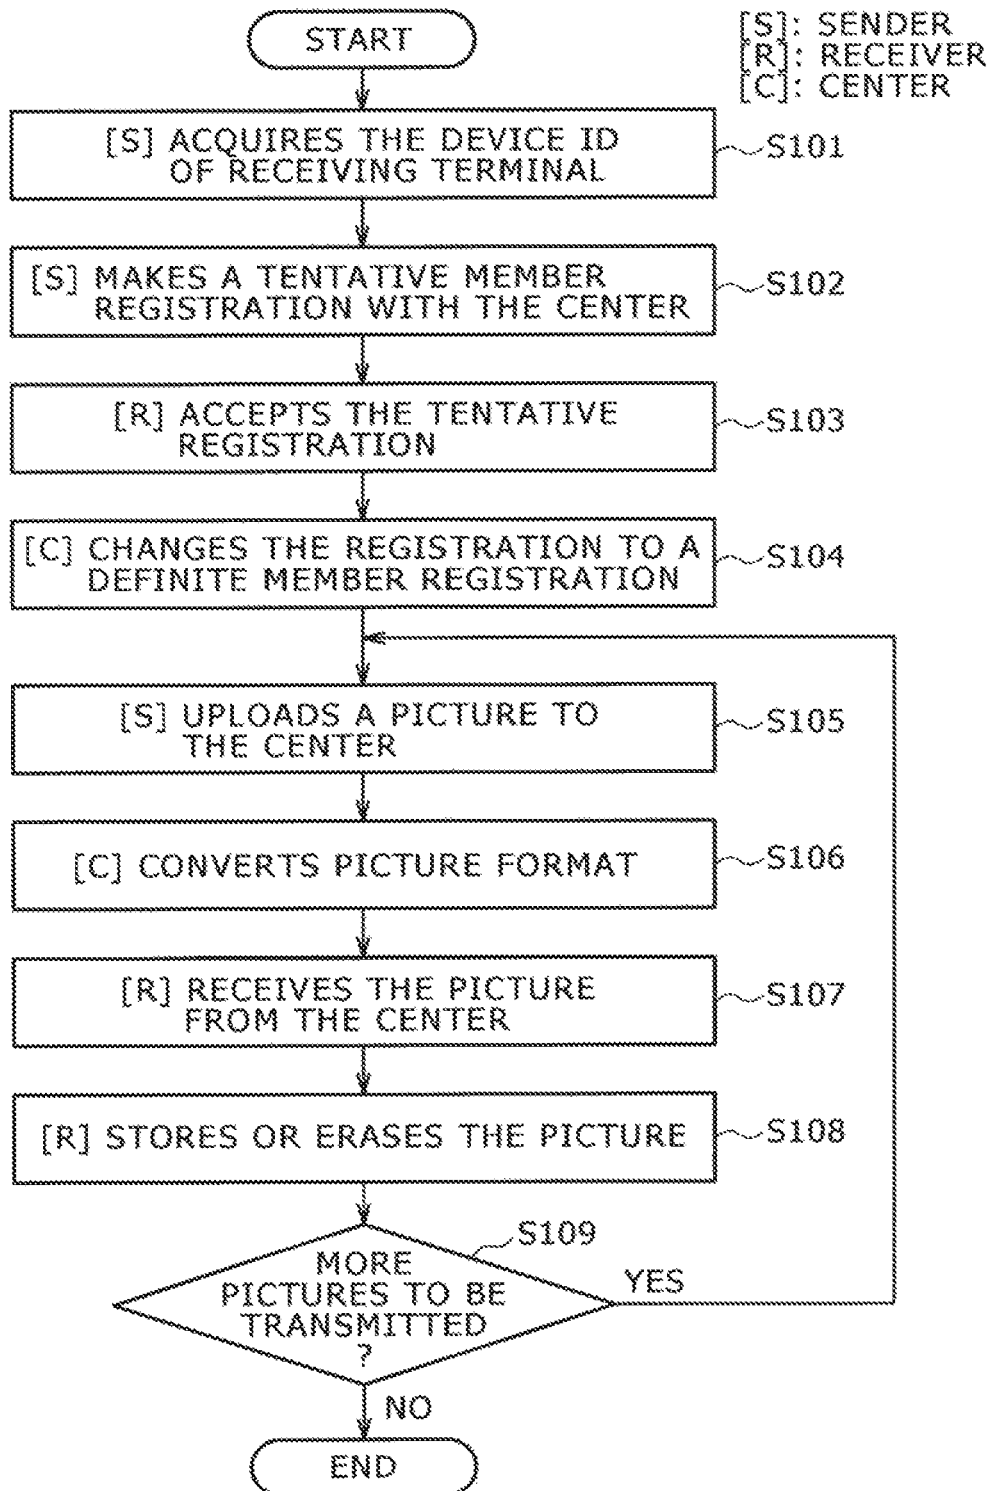 START
[S]: SENDER
[R]: RECEIVER
[C]: CENTER
[S] ACQUIRES THE DEVICE ID
OF RECEIVING TERMINAL
S101
[S] MAKES A TENTATIVE MEMBER
REGISTRATION WITH THE CENTER
S102
[R] ACCEPTS THE TENTATIVE
REGISTRATION
S103
[C] CHANGES THE REGISTRATION TO A
DEFINITE MEMBER REGISTRATION
S104
[S] UPLOADS A PICTURE TO
THE CENTER
S105
[C] CONVERTS PICTURE FORMAT
S106
[R] RECEIVES THE PICTURE
FROM THE CENTER
S107
[R] STORES OR ERASES THE PICTURE
S108
S109
MORE
PICTURES TO BE
TRANSMITTED
?
YES
NO
END